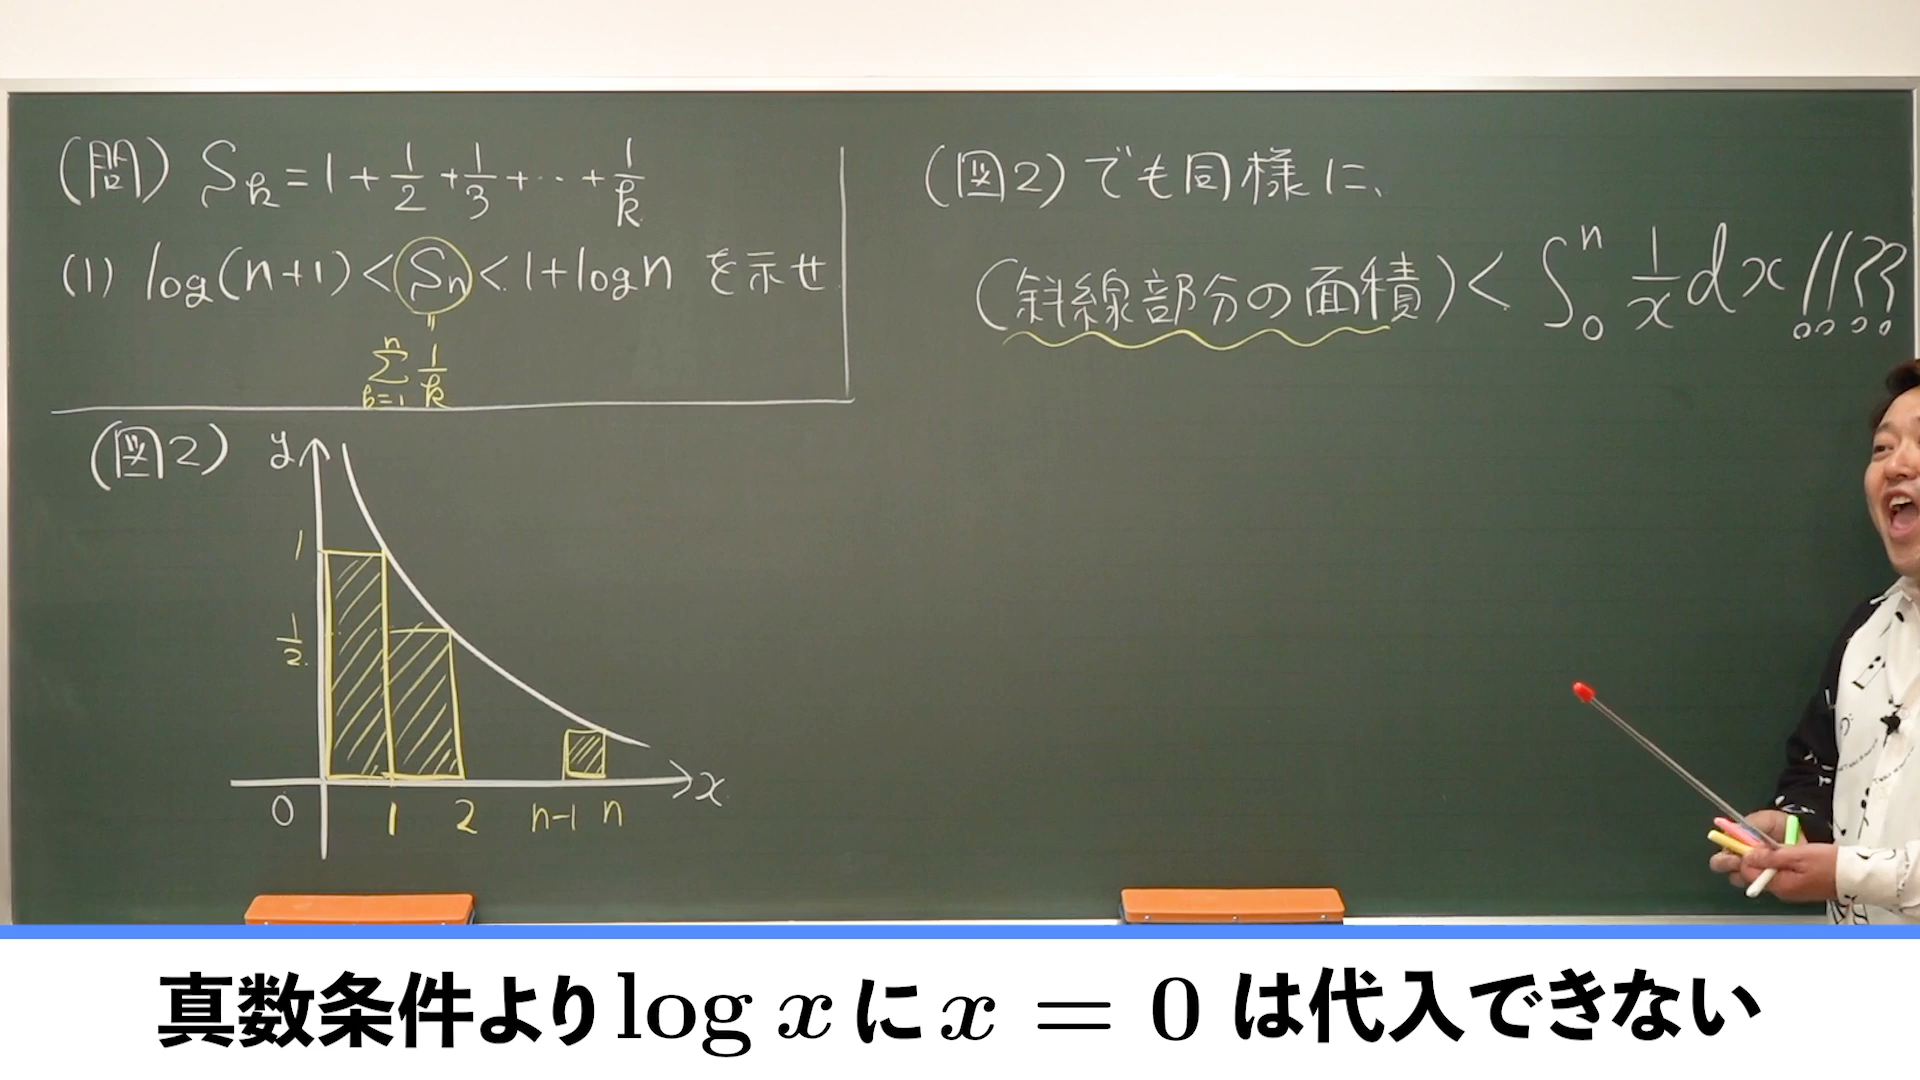 (問) Sk = 1 + 1/2 + 1/3 + … + 1/k
(1) log(n+1) < Sn < 1+log n を示せ
= ∑_{k=1}^{n} 1/k
(図2)
y
1
1/2
0 1 2 n-1 n x
(図2)でも同様に、
(斜線部分の面積) < ∫_0^n 1/x dx !!??
真数条件より log x に x = 0 は代入できない